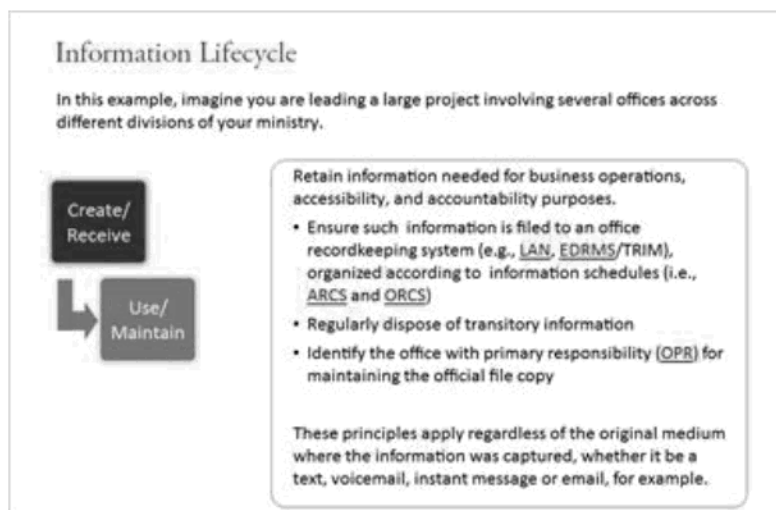 Information Lifecycle
In this example, imagine you are leading a large project involving several offices across
different divisions of your ministry.
Create/
Receive
Use/
Maintain
Retain information needed for business operations,
accessibility, and accountability purposes.
• Ensure such information is filed to an office
recordkeeping system (e.g., LAN, EDRMS/TRIM),
organized according to information schedules (i.e.,
ARCS and ORCS)
• Regularly dispose of transitory information
• Identify the office with primary responsibility (OPR) for
maintaining the official file copy
These principles apply regardless of the original medium
where the information was captured, whether it be a
text, voicemail, instant message or email, for example.